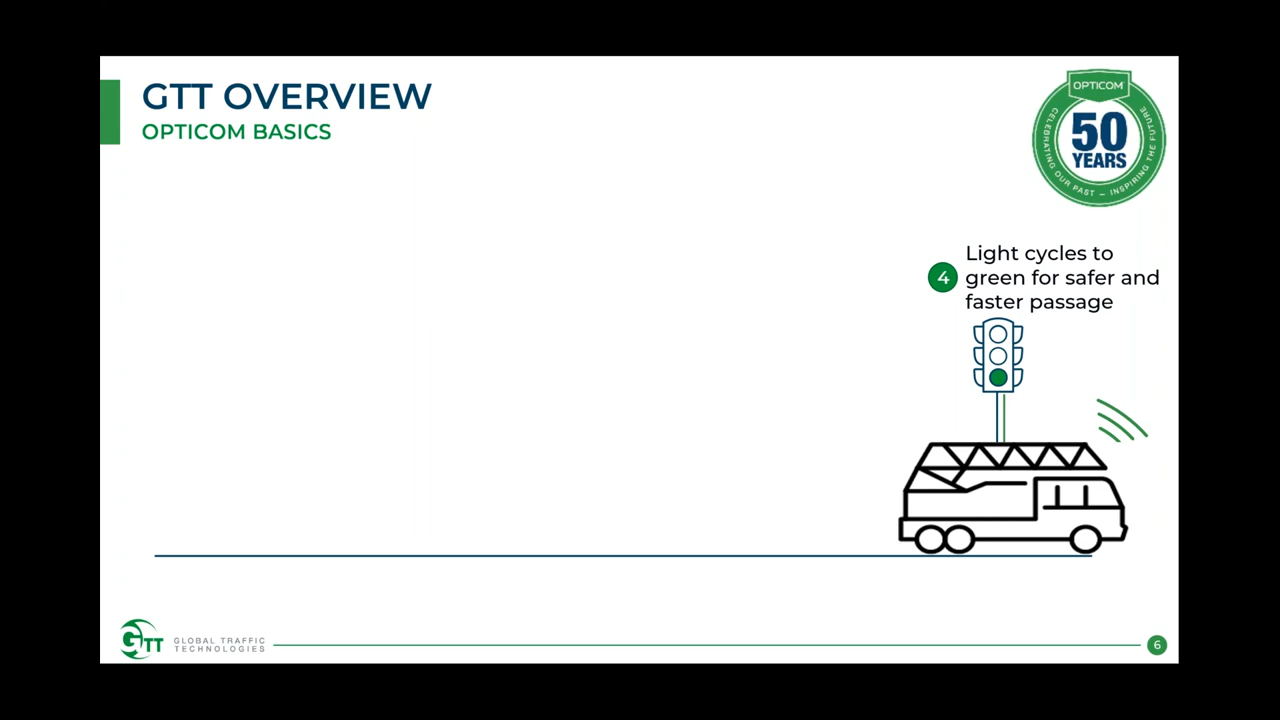 GTT OVERVIEW
OPTICOM BASICS
OPTICOM
50
YEARS
CELEBRATING OUR PAST – INSPIRING THE FUTURE
4
Light cycles to
green for safer and
faster passage
GTT
GLOBAL TRAFFIC
TECHNOLOGIES
6